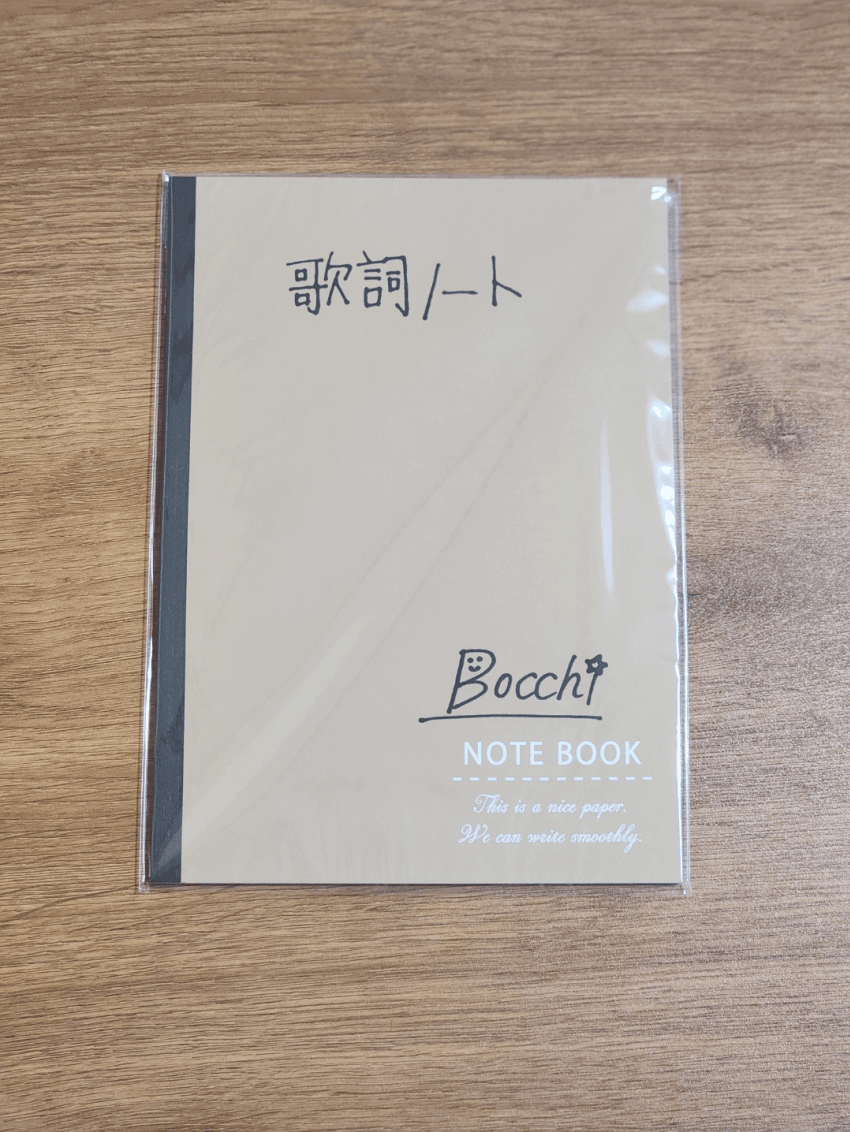 歌詞ノート
Bocchi
NOTE BOOK
This is a nice paper.
We can write smoothly.